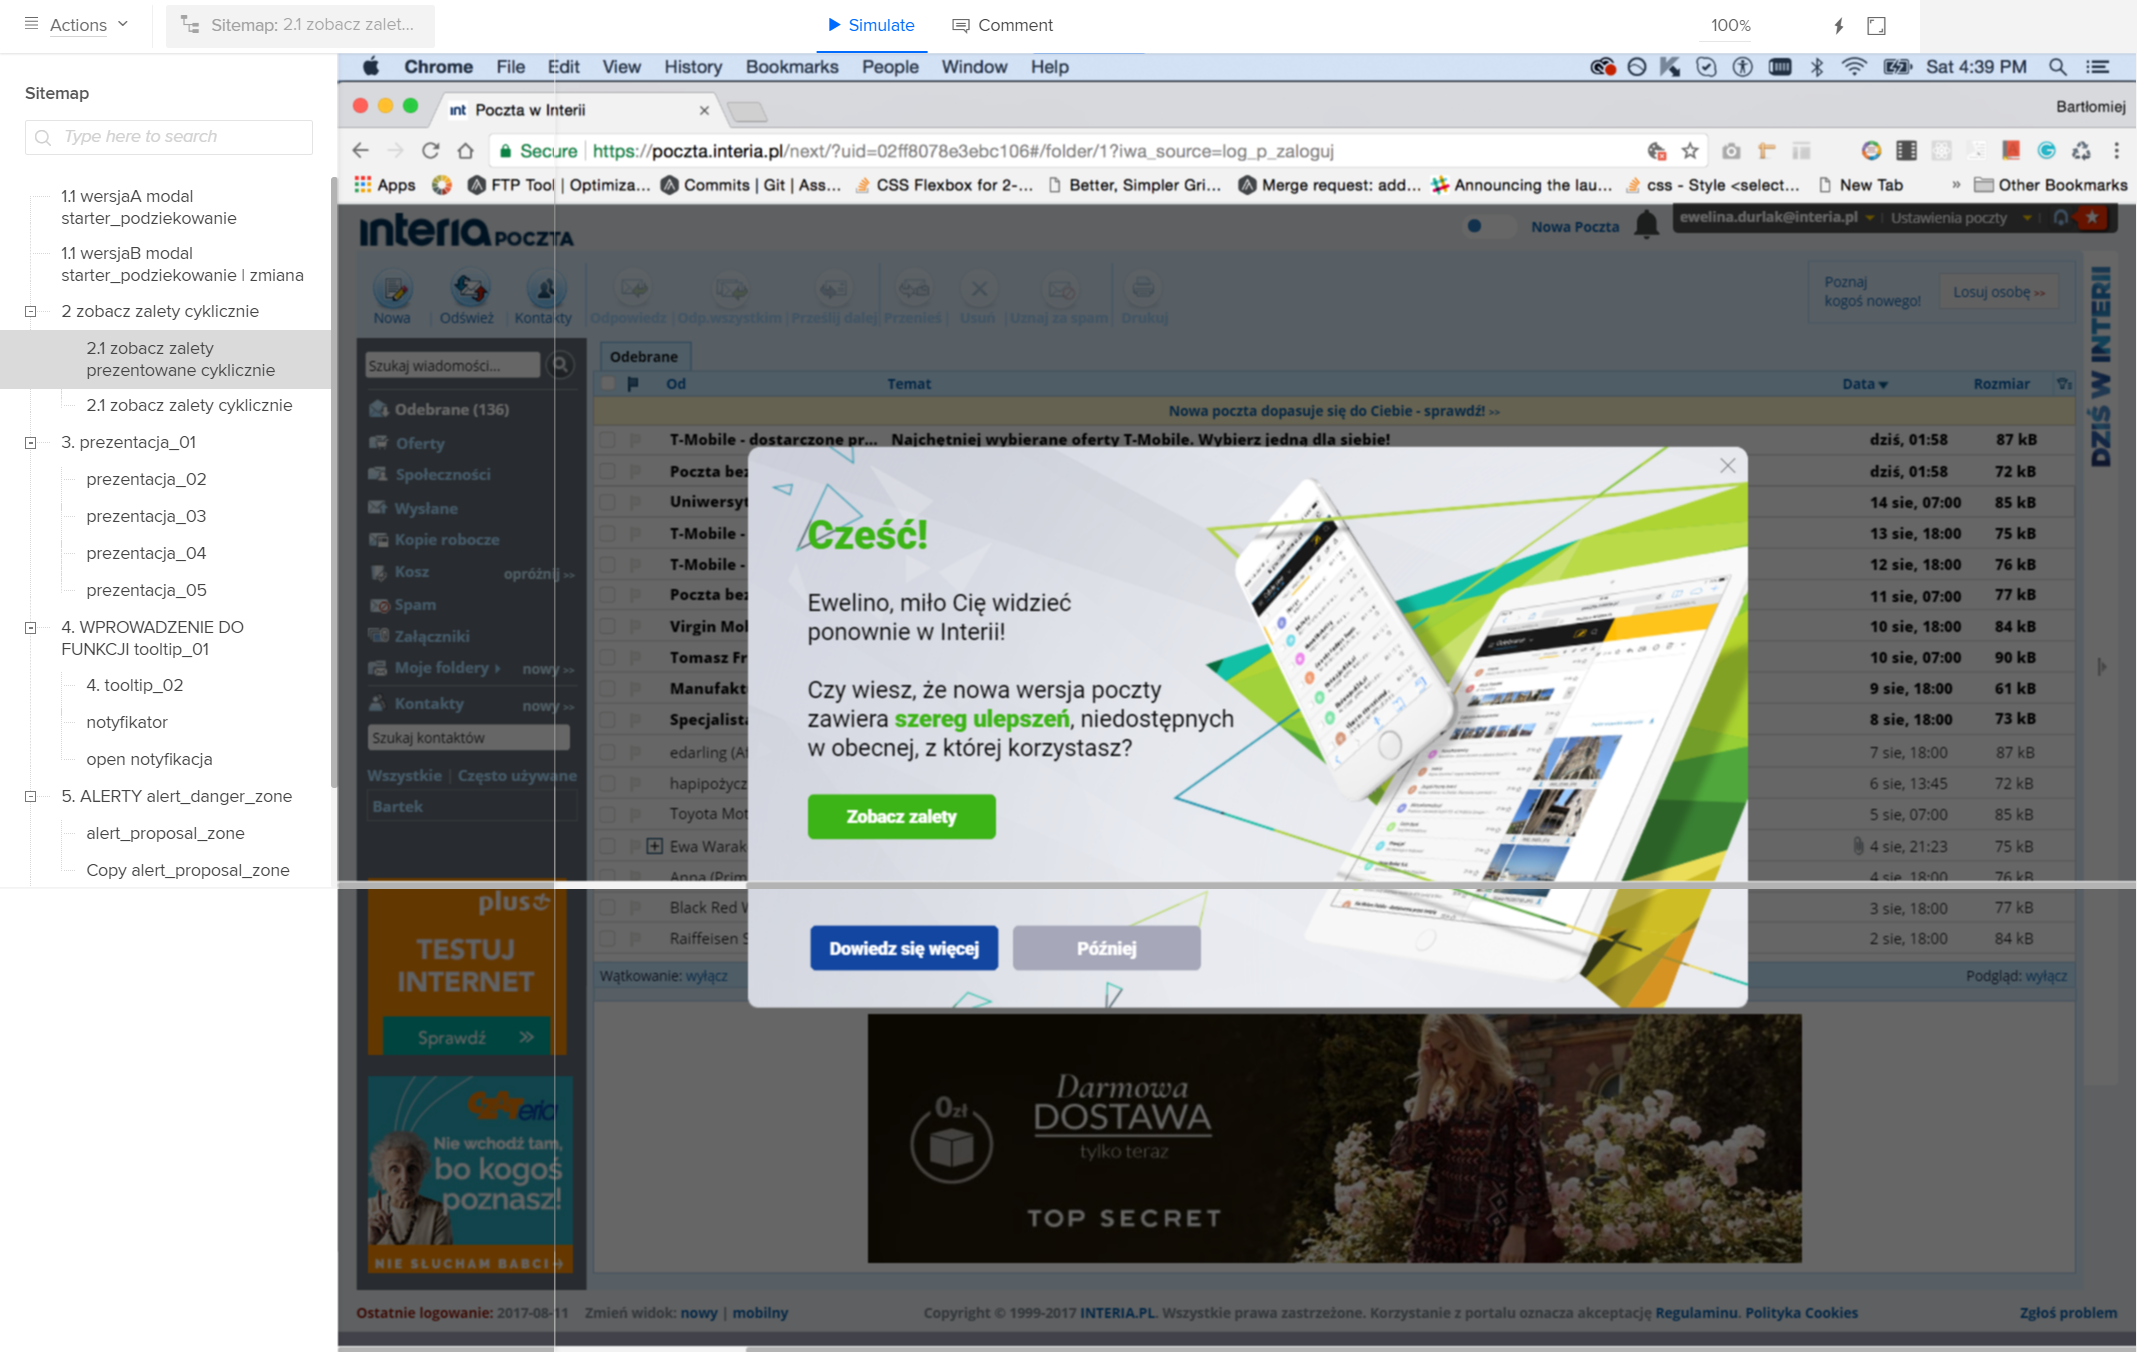 Actions
Sitemap: 2.1 zobacz zalet...
Simulate
Comment
100%
Sitemap
Type here to search
1.1 wersjaA modal
starter_podziekowanie
1.1 wersjaB modal
starter_podziekowanie | zmiana
2 zobacz zalety cyklicznie
2.1 zobacz zalety
prezentowane cyklicznie
2.1 zobacz zalety cyklicznie
3. prezentacja_01
prezentacja_02
prezentacja_03
prezentacja_04
prezentacja_05
4. WPROWADZENIE DO
FUNKCJI tooltip_01
4. tooltip_02
notyfikator
open notyfikacja
5. ALERTY alert_danger_zone
alert_proposal_zone
Copy alert_proposal_zone
Chrome File Edit View History Bookmarks People Window Help
Sat 4:39 PM
int Poczta w Interii
Bartłomiej
Secure https://poczta.interia.pl/next/?uid=02ff8078e3ebc106#/folder/1?iwa_source=log_p_zaloguj
Apps
FTP Tool | Optimiza...
Commits | Git | Ass...
CSS Flexbox for 2-...
Better, Simpler Gri...
Merge request: add...
Announcing the lau...
css - Style <select...
New Tab
» Other Bookmarks
interia POCZTA
Nowa Poczta
ewelina.durlak@interia.pl
Ustawienia poczty
Nowa | Odśwież | Kontakty
Odpowiedz | Odp.wszystkim | Prześlij dalej | Przenieś | Usuń | Uznaj za spam | Drukuj
Poznaj
kogoś nowego!
Losuj osobę >>
DZIŚ W INTERII
Szukaj wiadomości...
Odebrane (136)
Oferty
Społeczności
Wysłane
Kopie robocze
Kosz opróżnij >>
Spam
Załączniki
Moje foldery nowy >>
Kontakty nowy >>
Szukaj kontaktów
Wszystkie | Często używane
Bartek
Odebrane
Od Temat Data Rozmiar
Nowa poczta dopasuje się do Ciebie - sprawdź! >>
T-Mobile - dostarczone pr... Najchętniej wybierane oferty T-Mobile. Wybierz jedną dla siebie! dziś, 01:58 87 kB
Poczta bez dziś, 01:58 72 kB
Uniwersyt 14 sie, 07:00 85 kB
T-Mobile - 13 sie, 18:00 75 kB
T-Mobile - 12 sie, 18:00 76 kB
Poczta bez 11 sie, 07:00 77 kB
Virgin Mol 10 sie, 18:00 84 kB
Tomasz Fr 10 sie, 07:00 90 kB
Manufakt 9 sie, 18:00 61 kB
Specjalista 8 sie, 18:00 73 kB
edarling (Af 7 sie, 18:00 87 kB
hapipożycz 6 sie, 13:45 72 kB
Toyota Mot 5 sie, 07:00 85 kB
Ewa Warak 4 sie, 21:23 75 kB
Anna (Prim 4 sie, 18:00 76 kB
Black Red W 3 sie, 18:00 77 kB
Raiffeisen S 2 sie, 18:00 84 kB
Wątkowanie: wyłącz
Podgląd: wyłącz
Cześć!
Ewelino, miło Cię widzieć
ponownie w Interii!
Czy wiesz, że nowa wersja poczty
zawiera szereg ulepszeń, niedostępnych
w obecnej, z której korzystasz?
Zobacz zalety
Dowiedz się więcej
Później
plus
TESTUJ
INTERNET
Sprawdź >>
Nie wchodź tam,
bo kogoś
poznasz!
NIE SŁUCHAM BABCI
0zł
Darmowa
DOSTAWA
tylko teraz
TOP SECRET
Ostatnie logowanie: 2017-08-11 Zmień widok: nowy | mobilny
Copyright © 1999-2017 INTERIA.PL. Wszystkie prawa zastrzeżone. Korzystanie z portalu oznacza akceptację Regulaminu. Polityka Cookies
Zgłoś problem